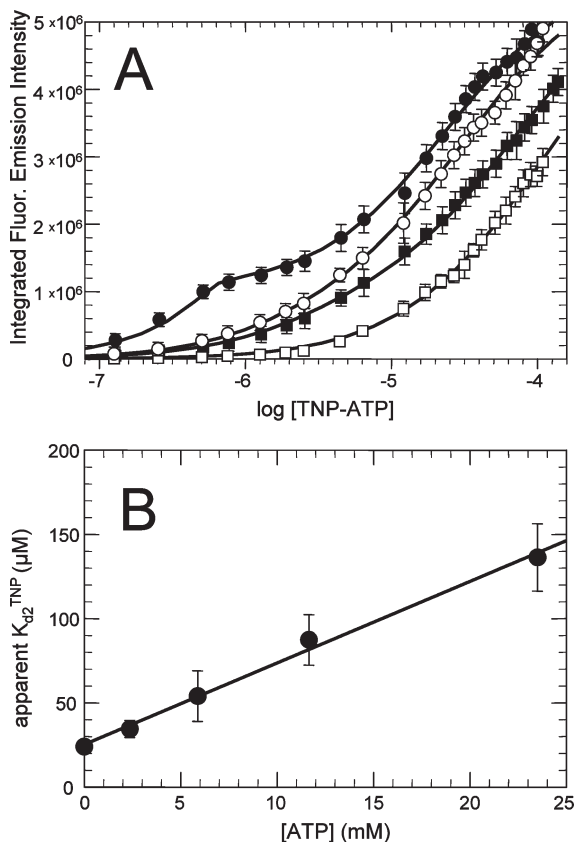 A
Integrated Fluor. Emission Intensity
5 ×10⁶
4 ×10⁶
3 ×10⁶
2 ×10⁶
1 ×10⁶
0
-7 -6 -5 -4
log [TNP-ATP]
B
apparent K_d2^TNP (μM)
200
150
100
50
0
0 5 10 15 20 25
[ATP] (mM)